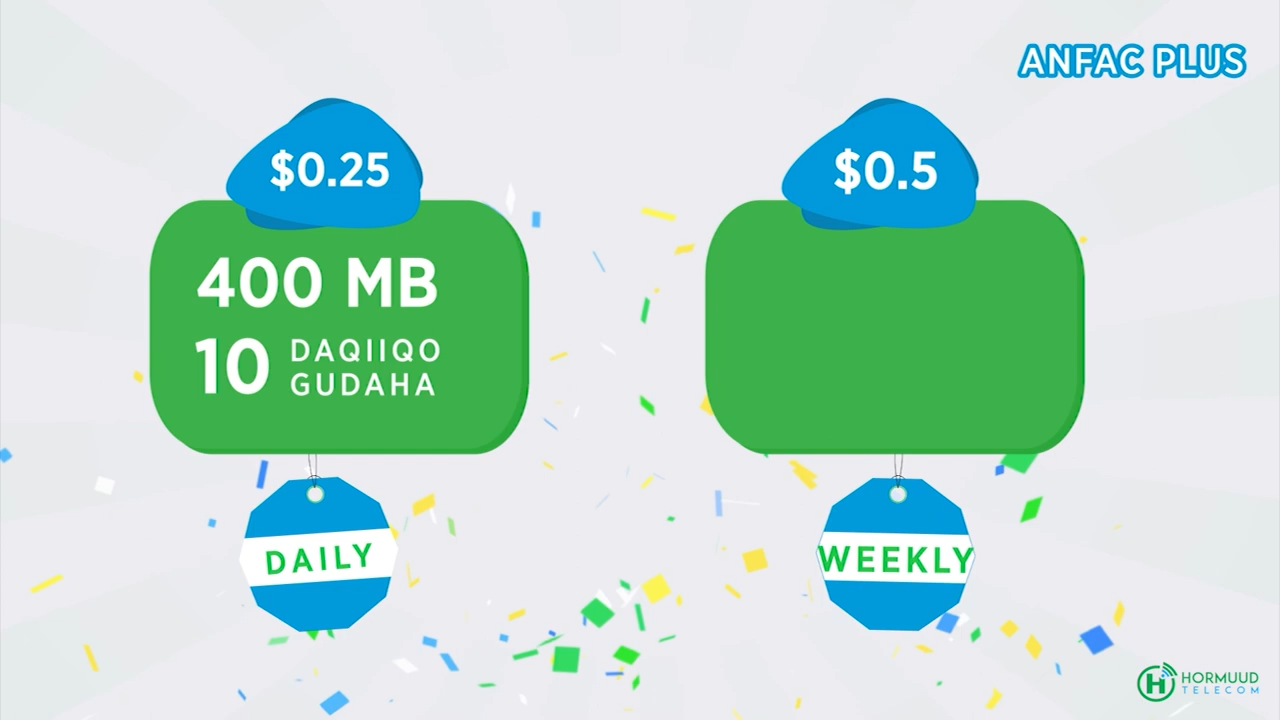 ANFAC PLUS
$0.25
400 MB
10 DAQIIQO
GUDAHA
DAILY
$0.5
WEEKLY
HORMUUD
TELECOM